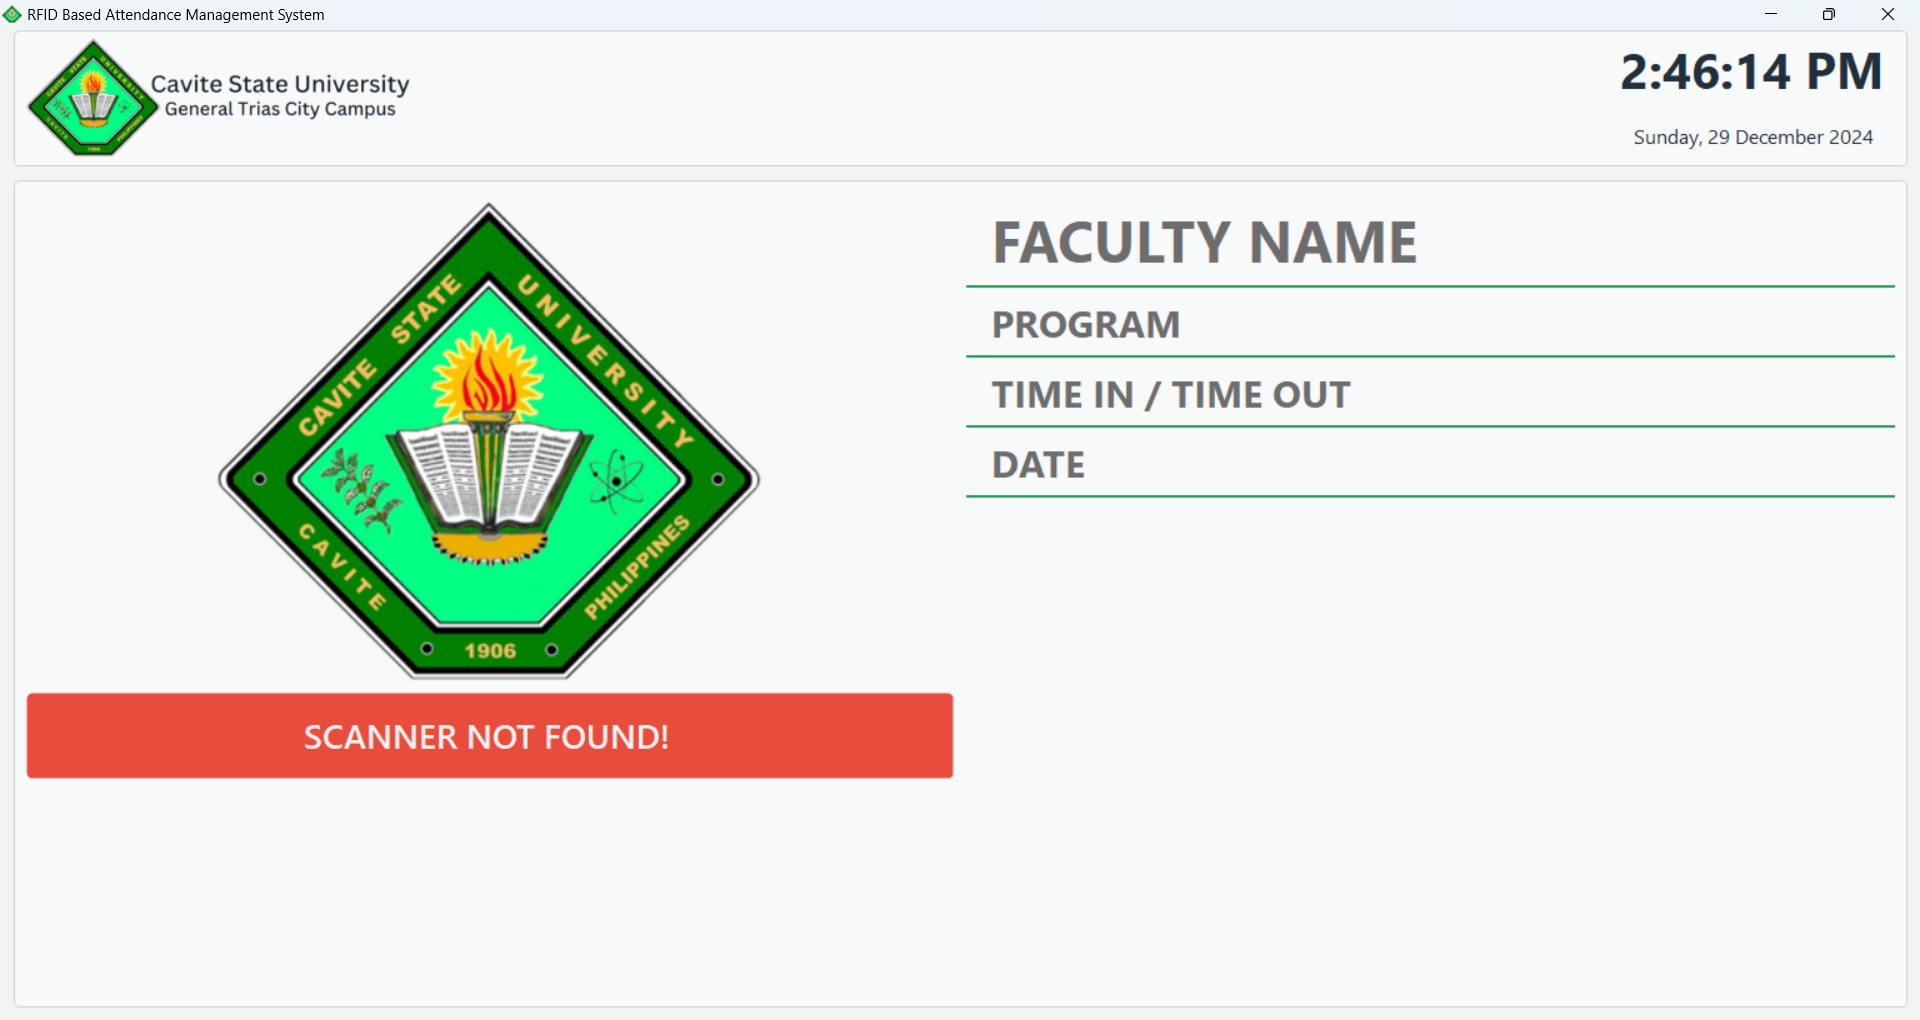 RFID Based Attendance Management System
Cavite State University
General Trias City Campus
2:46:14 PM
Sunday, 29 December 2024
CAVITE STATE UNIVERSITY
CAVITE PHILIPPINES
1906
FACULTY NAME
PROGRAM
TIME IN / TIME OUT
DATE
SCANNER NOT FOUND!